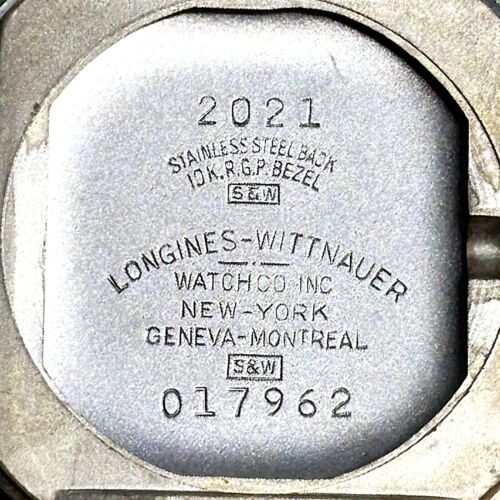 2021
STAINLESS STEEL BACK
10K. R.G.P. BEZEL
S&W
LONGINES-WITTNAUER
WATCH CO INC
NEW-YORK
GENEVA-MONTREAL
S&W
017962